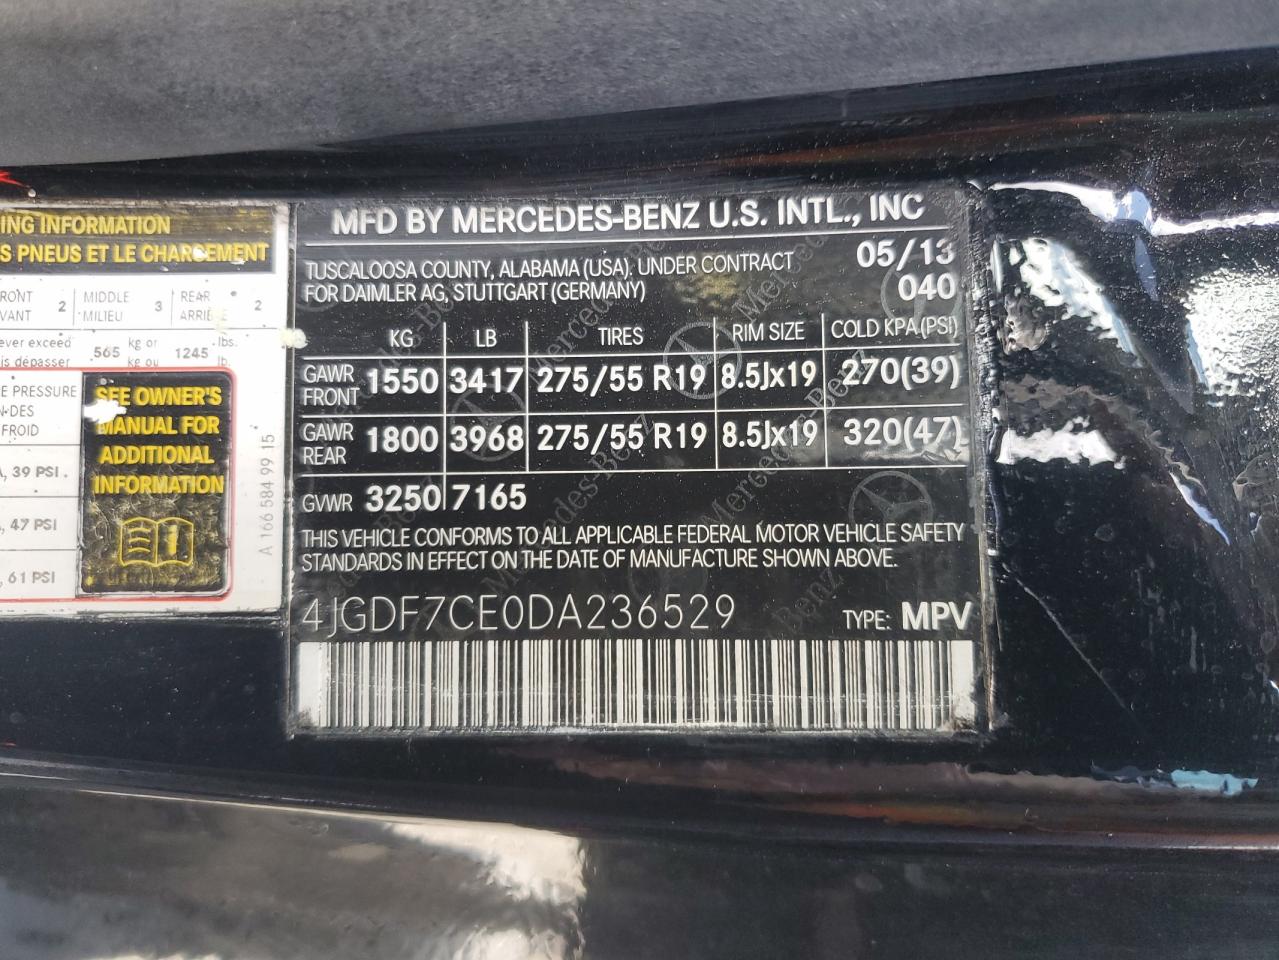 ING INFORMATION
S PNEUS ET LE CHARGEMENT
RONT 2 MIDDLE 3 REAR 2
VANT MILIEU ARRIÈRE
ever exceed 565 kg or 1245 lbs.
is dépasser kg ou lb.
E PRESSURE
N·DES
FROID
, 39 PSI
, 47 PSI
, 61 PSI
SEE OWNER'S
MANUAL FOR
ADDITIONAL
INFORMATION
A 166 584 99 15
MFD BY MERCEDES-BENZ U.S. INTL., INC
TUSCALOOSA COUNTY, ALABAMA (USA), UNDER CONTRACT 05/13
FOR DAIMLER AG, STUTTGART (GERMANY) 040
KG LB TIRES RIM SIZE COLD KPA(PSI)
GAWR FRONT 1550 3417 275/55 R19 8.5Jx19 270(39)
GAWR REAR 1800 3968 275/55 R19 8.5Jx19 320(47)
GVWR 3250 7165
THIS VEHICLE CONFORMS TO ALL APPLICABLE FEDERAL MOTOR VEHICLE SAFETY
STANDARDS IN EFFECT ON THE DATE OF MANUFACTURE SHOWN ABOVE.
4JGDF7CE0DA236529 TYPE: MPV
Mercedes-Benz